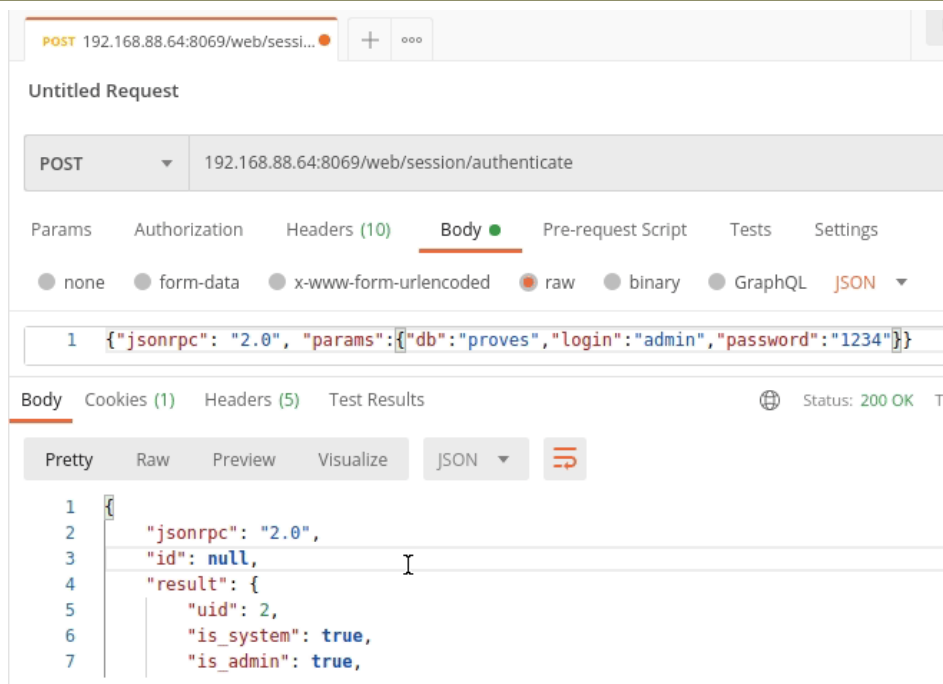 POST 192.168.88.64:8069/web/sessi...
Untitled Request
POST 192.168.88.64:8069/web/session/authenticate
Params Authorization Headers (10) Body Pre-request Script Tests Settings
none form-data x-www-form-urlencoded raw binary GraphQL JSON
1 {"jsonrpc": "2.0", "params":{"db":"proves","login":"admin","password":"1234"}}
Body Cookies (1) Headers (5) Test Results Status: 200 OK T
Pretty Raw Preview Visualize JSON
1 {
2 "jsonrpc": "2.0",
3 "id": null,
4 "result": {
5 "uid": 2,
6 "is_system": true,
7 "is_admin": true,